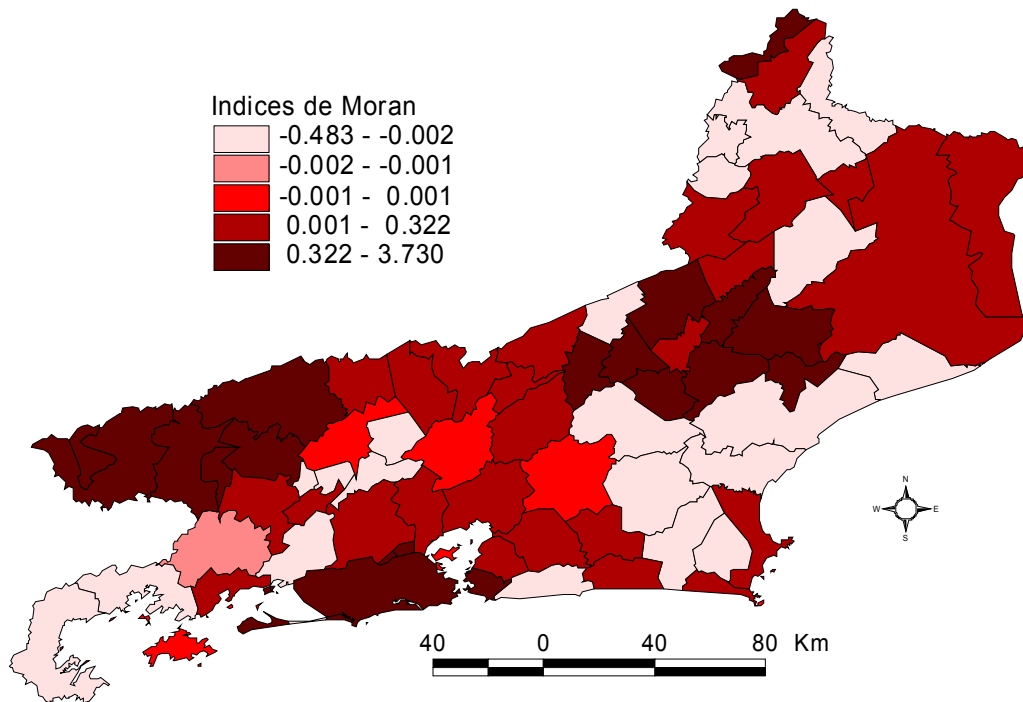 Indices de Moran
-0.483 - -0.002
-0.002 - -0.001
-0.001 - 0.001
0.001 - 0.322
0.322 - 3.730
N
W E
S
40 0 40 80 Km